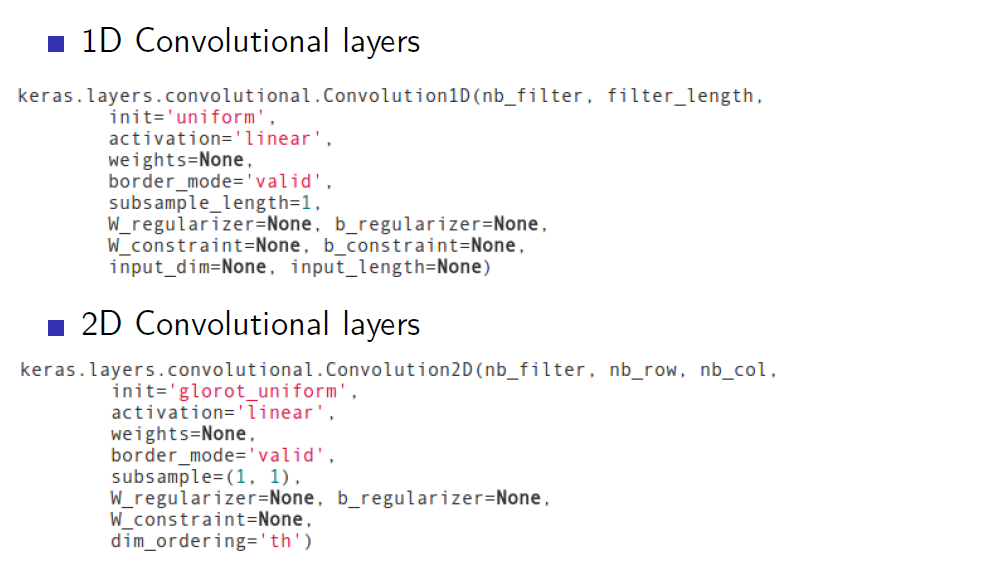 1D Convolutional layers
keras.layers.convolutional.Convolution1D(nb_filter, filter_length,
init='uniform',
activation='linear',
weights=None,
border_mode='valid',
subsample_length=1,
W_regularizer=None, b_regularizer=None,
W_constraint=None, b_constraint=None,
input_dim=None, input_length=None)
2D Convolutional layers
keras.layers.convolutional.Convolution2D(nb_filter, nb_row, nb_col,
init='glorot_uniform',
activation='linear',
weights=None,
border_mode='valid',
subsample=(1, 1),
W_regularizer=None, b_regularizer=None,
W_constraint=None,
dim_ordering='th')